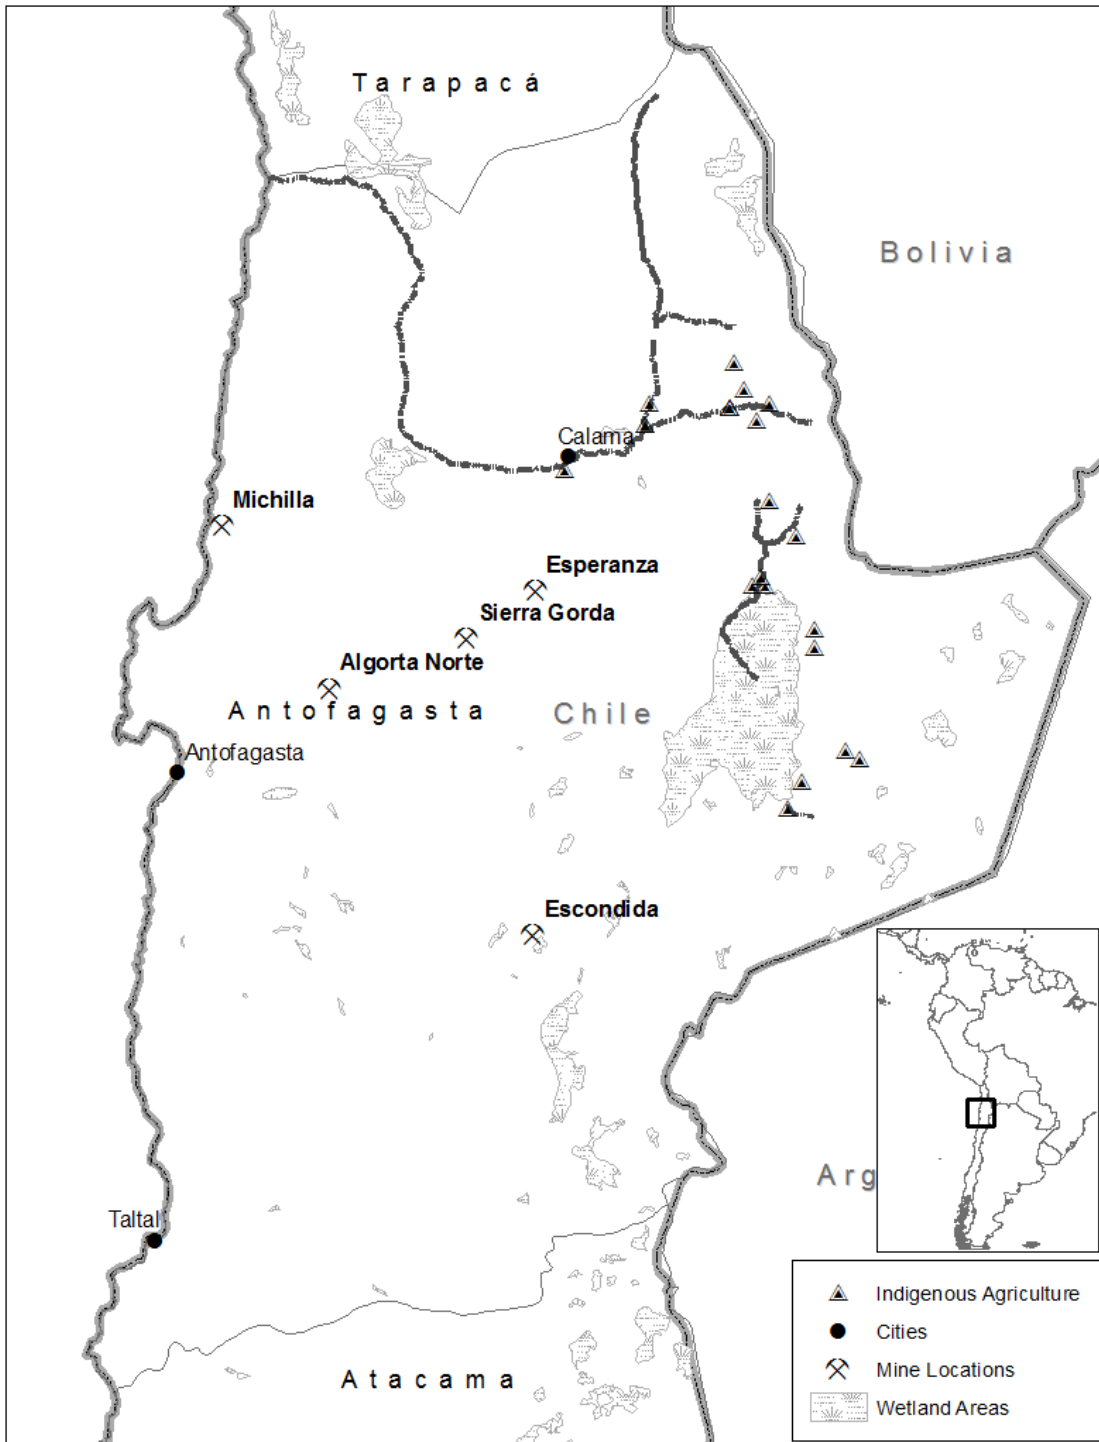 Tarapacá
Bolivia
Calama
Michilla
Esperanza
Sierra Gorda
Algorta Norte
Antofagasta
Chile
Antofagasta
Escondida
Arg
Taltal
Atacama
Indigenous Agriculture
Cities
Mine Locations
Wetland Areas